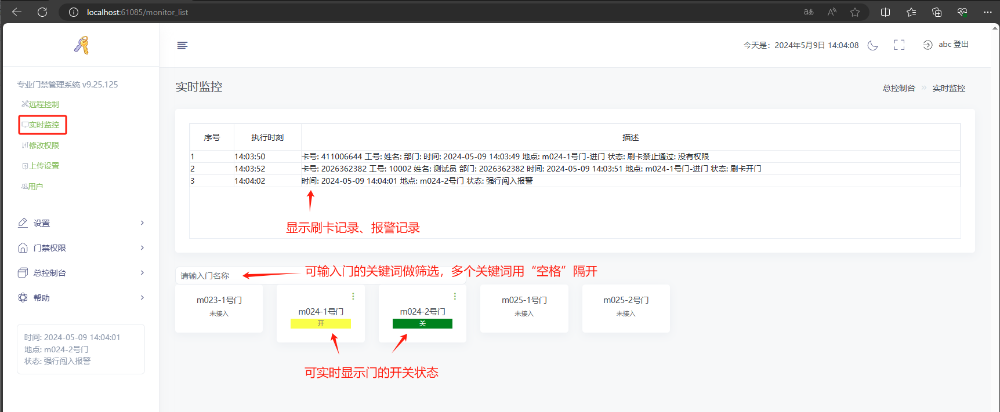 localhost:61085/monitor_list
今天是：2024年5月9日 14:04:08
abc 登出
专业门禁管理系统 v9.25.125
远程控制
实时监控
修改权限
上传设置
用户
设置
门禁权限
总控制台
帮助
时间: 2024-05-09 14:04:01
地点: m024-2号门
状态: 强行闯入报警
实时监控
总控制台 » 实时监控
序号 执行时刻 描述
1 14:03:50 卡号: 411006644 工号: 姓名: 部门: 时间: 2024-05-09 14:03:49 地点: m024-1号门-进门 状态: 刷卡禁止通过: 没有权限
2 14:03:52 卡号: 2026362382 工号: 10002 姓名: 测试员 部门: 2026362382 时间: 2024-05-09 14:03:51 地点: m024-1号门-进门 状态: 刷卡开门
3 14:04:02 时间: 2024-05-09 14:04:01 地点: m024-2号门 状态: 强行闯入报警
显示刷卡记录、报警记录
请输入门名称
可输入门的关键词做筛选，多个关键词用“空格”隔开
m023-1号门
未接入
m024-1号门
开
m024-2号门
关
m025-1号门
未接入
m025-2号门
未接入
可实时显示门的开关状态